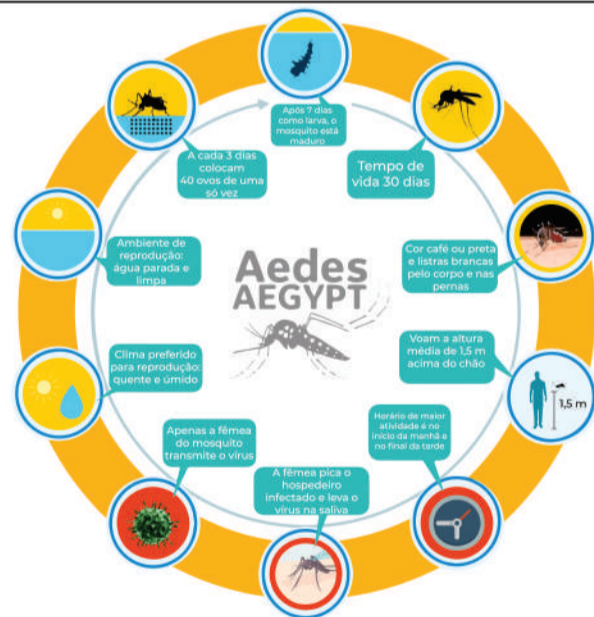 Após 7 dias
como larva, o
mosquito está
maduro
Tempo de
vida 30 dias
Cor café ou preta
e listras brancas
pelo corpo e nas
pernas
Voam a altura
média de 1,5 m
acima do chão
1,5 m
Horário de maior
atividade é no
início da manhã e
no final da tarde
A fêmea pica o
hospedeiro
infectado e leva o
vírus na saliva
Apenas a fêmea
do mosquito
transmite o vírus
Clima preferido
para reprodução:
quente e úmido
Ambiente de
reprodução:
água parada e
limpa
A cada 3 dias
colocam
40 ovos de uma
só vez
Aedes
AEGYPT